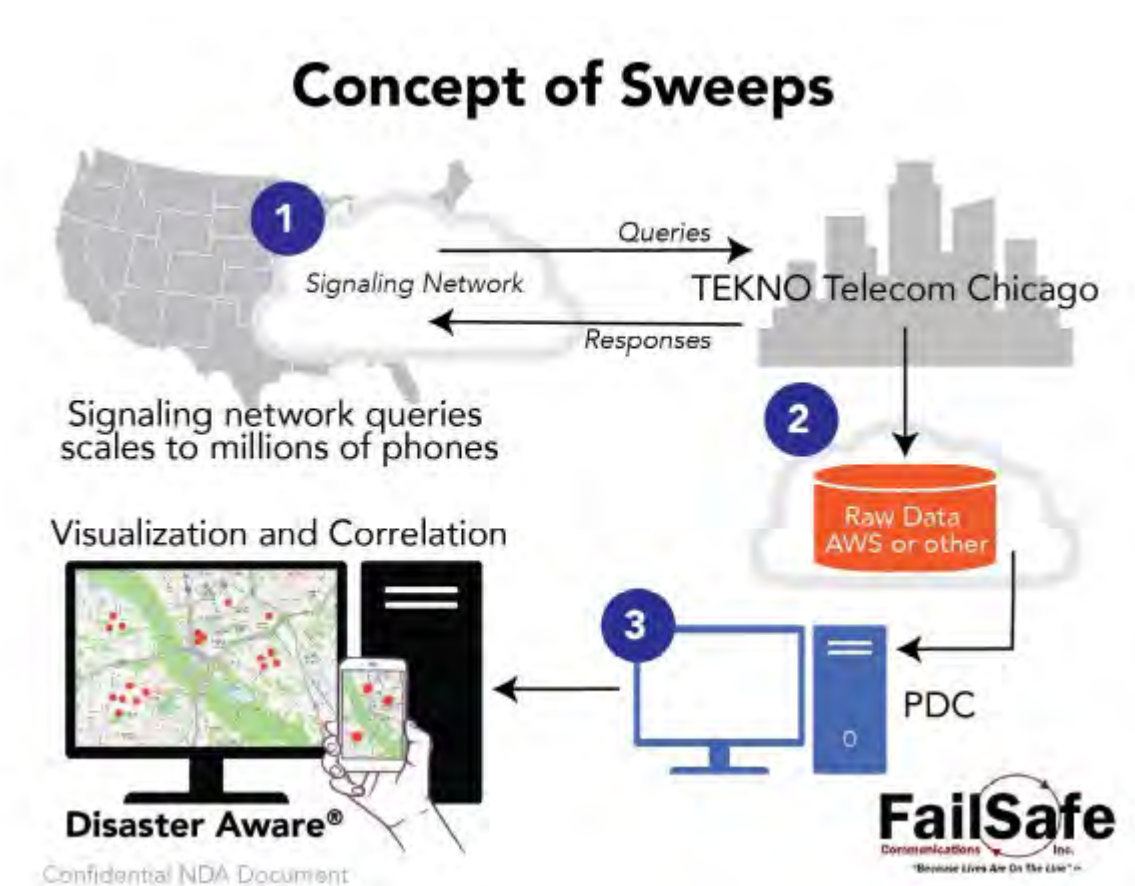 Concept of Sweeps
1
Queries
Signaling Network
TEKNO Telecom Chicago
Responses
Signaling network queries
scales to millions of phones
2
Raw Data
AWS or other
Visualization and Correlation
3
PDC
0
Disaster Aware®
FailSafe
Communications Inc.
"Because Lives Are On The Line"
Confidential NDA Document